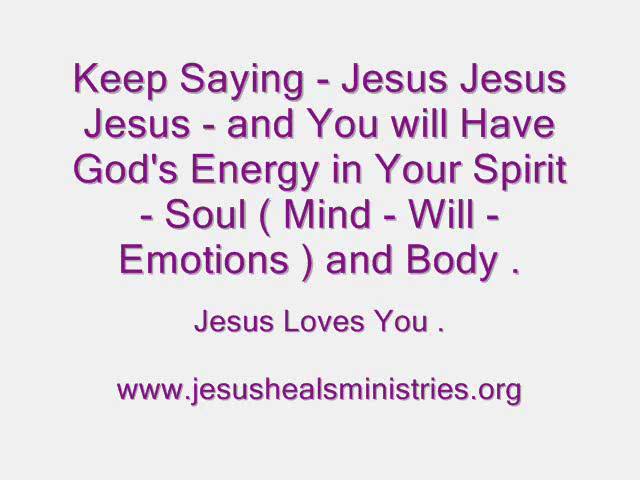 Keep Saying - Jesus Jesus
Jesus - and You will Have
God's Energy in Your Spirit
- Soul ( Mind - Will -
Emotions ) and Body .
Jesus Loves You .
www.jesushealsministries.org